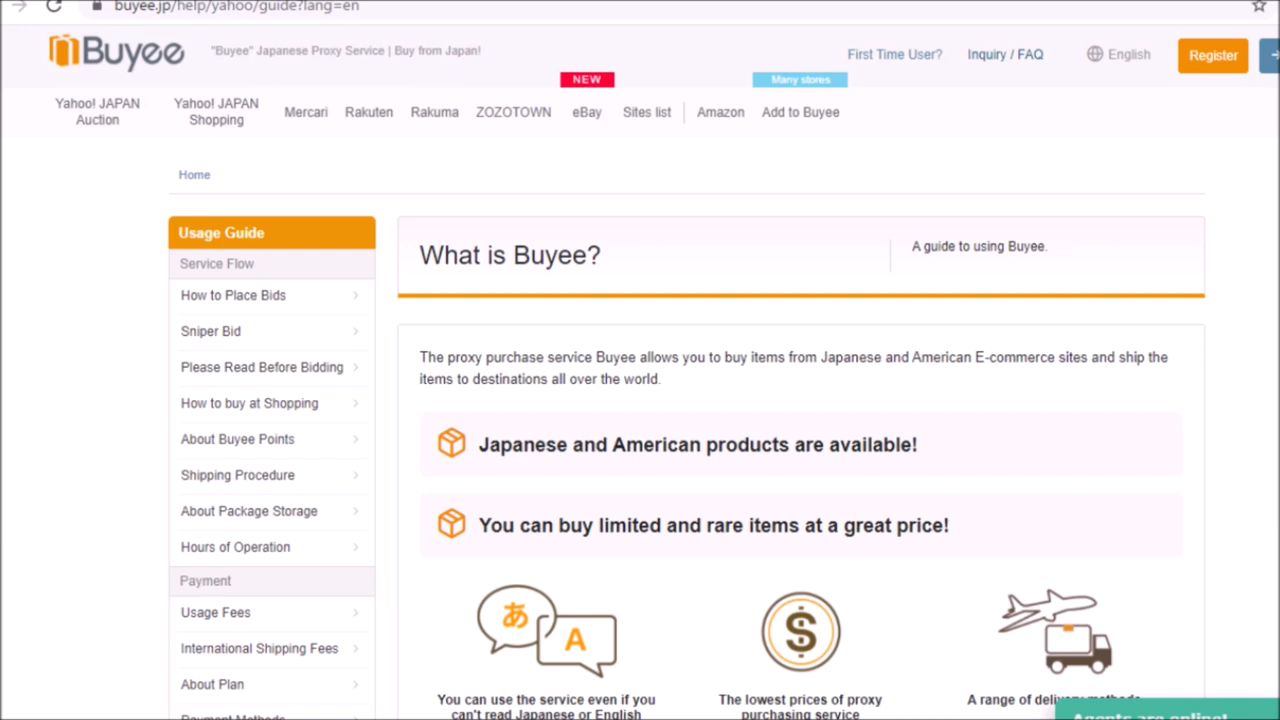 buyee.jp/help/yahoo/guide?lang=en
Buyee
"Buyee" Japanese Proxy Service | Buy from Japan!
First Time User?
Inquiry / FAQ
English
Register
NEW
Many stores
Yahoo! JAPAN
Auction
Yahoo! JAPAN
Shopping
Mercari
Rakuten
Rakuma
ZOZOTOWN
eBay
Sites list
Amazon
Add to Buyee
Home
Usage Guide
Service Flow
How to Place Bids
Sniper Bid
Please Read Before Bidding
How to buy at Shopping
About Buyee Points
Shipping Procedure
About Package Storage
Hours of Operation
Payment
Usage Fees
International Shipping Fees
About Plan
Payment Methods
What is Buyee?
A guide to using Buyee.
The proxy purchase service Buyee allows you to buy items from Japanese and American E-commerce sites and ship the
items to destinations all over the world.
Japanese and American products are available!
You can buy limited and rare items at a great price!
あ
A
$
You can use the service even if you
can't read Japanese or English
The lowest prices of proxy
purchasing service
A range of delivery methods
Agents are online!